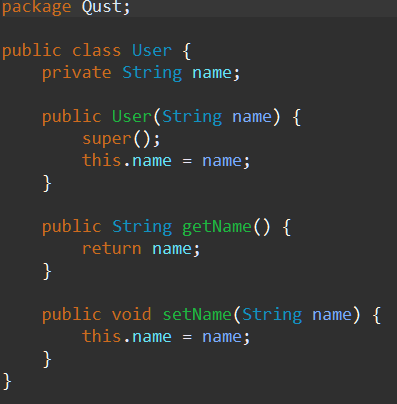 package Qust;
public class User {
    private String name;
    public User(String name) {
        super();
        this.name = name;
    }
    public String getName() {
        return name;
    }
    public void setName(String name) {
        this.name = name;
    }
}